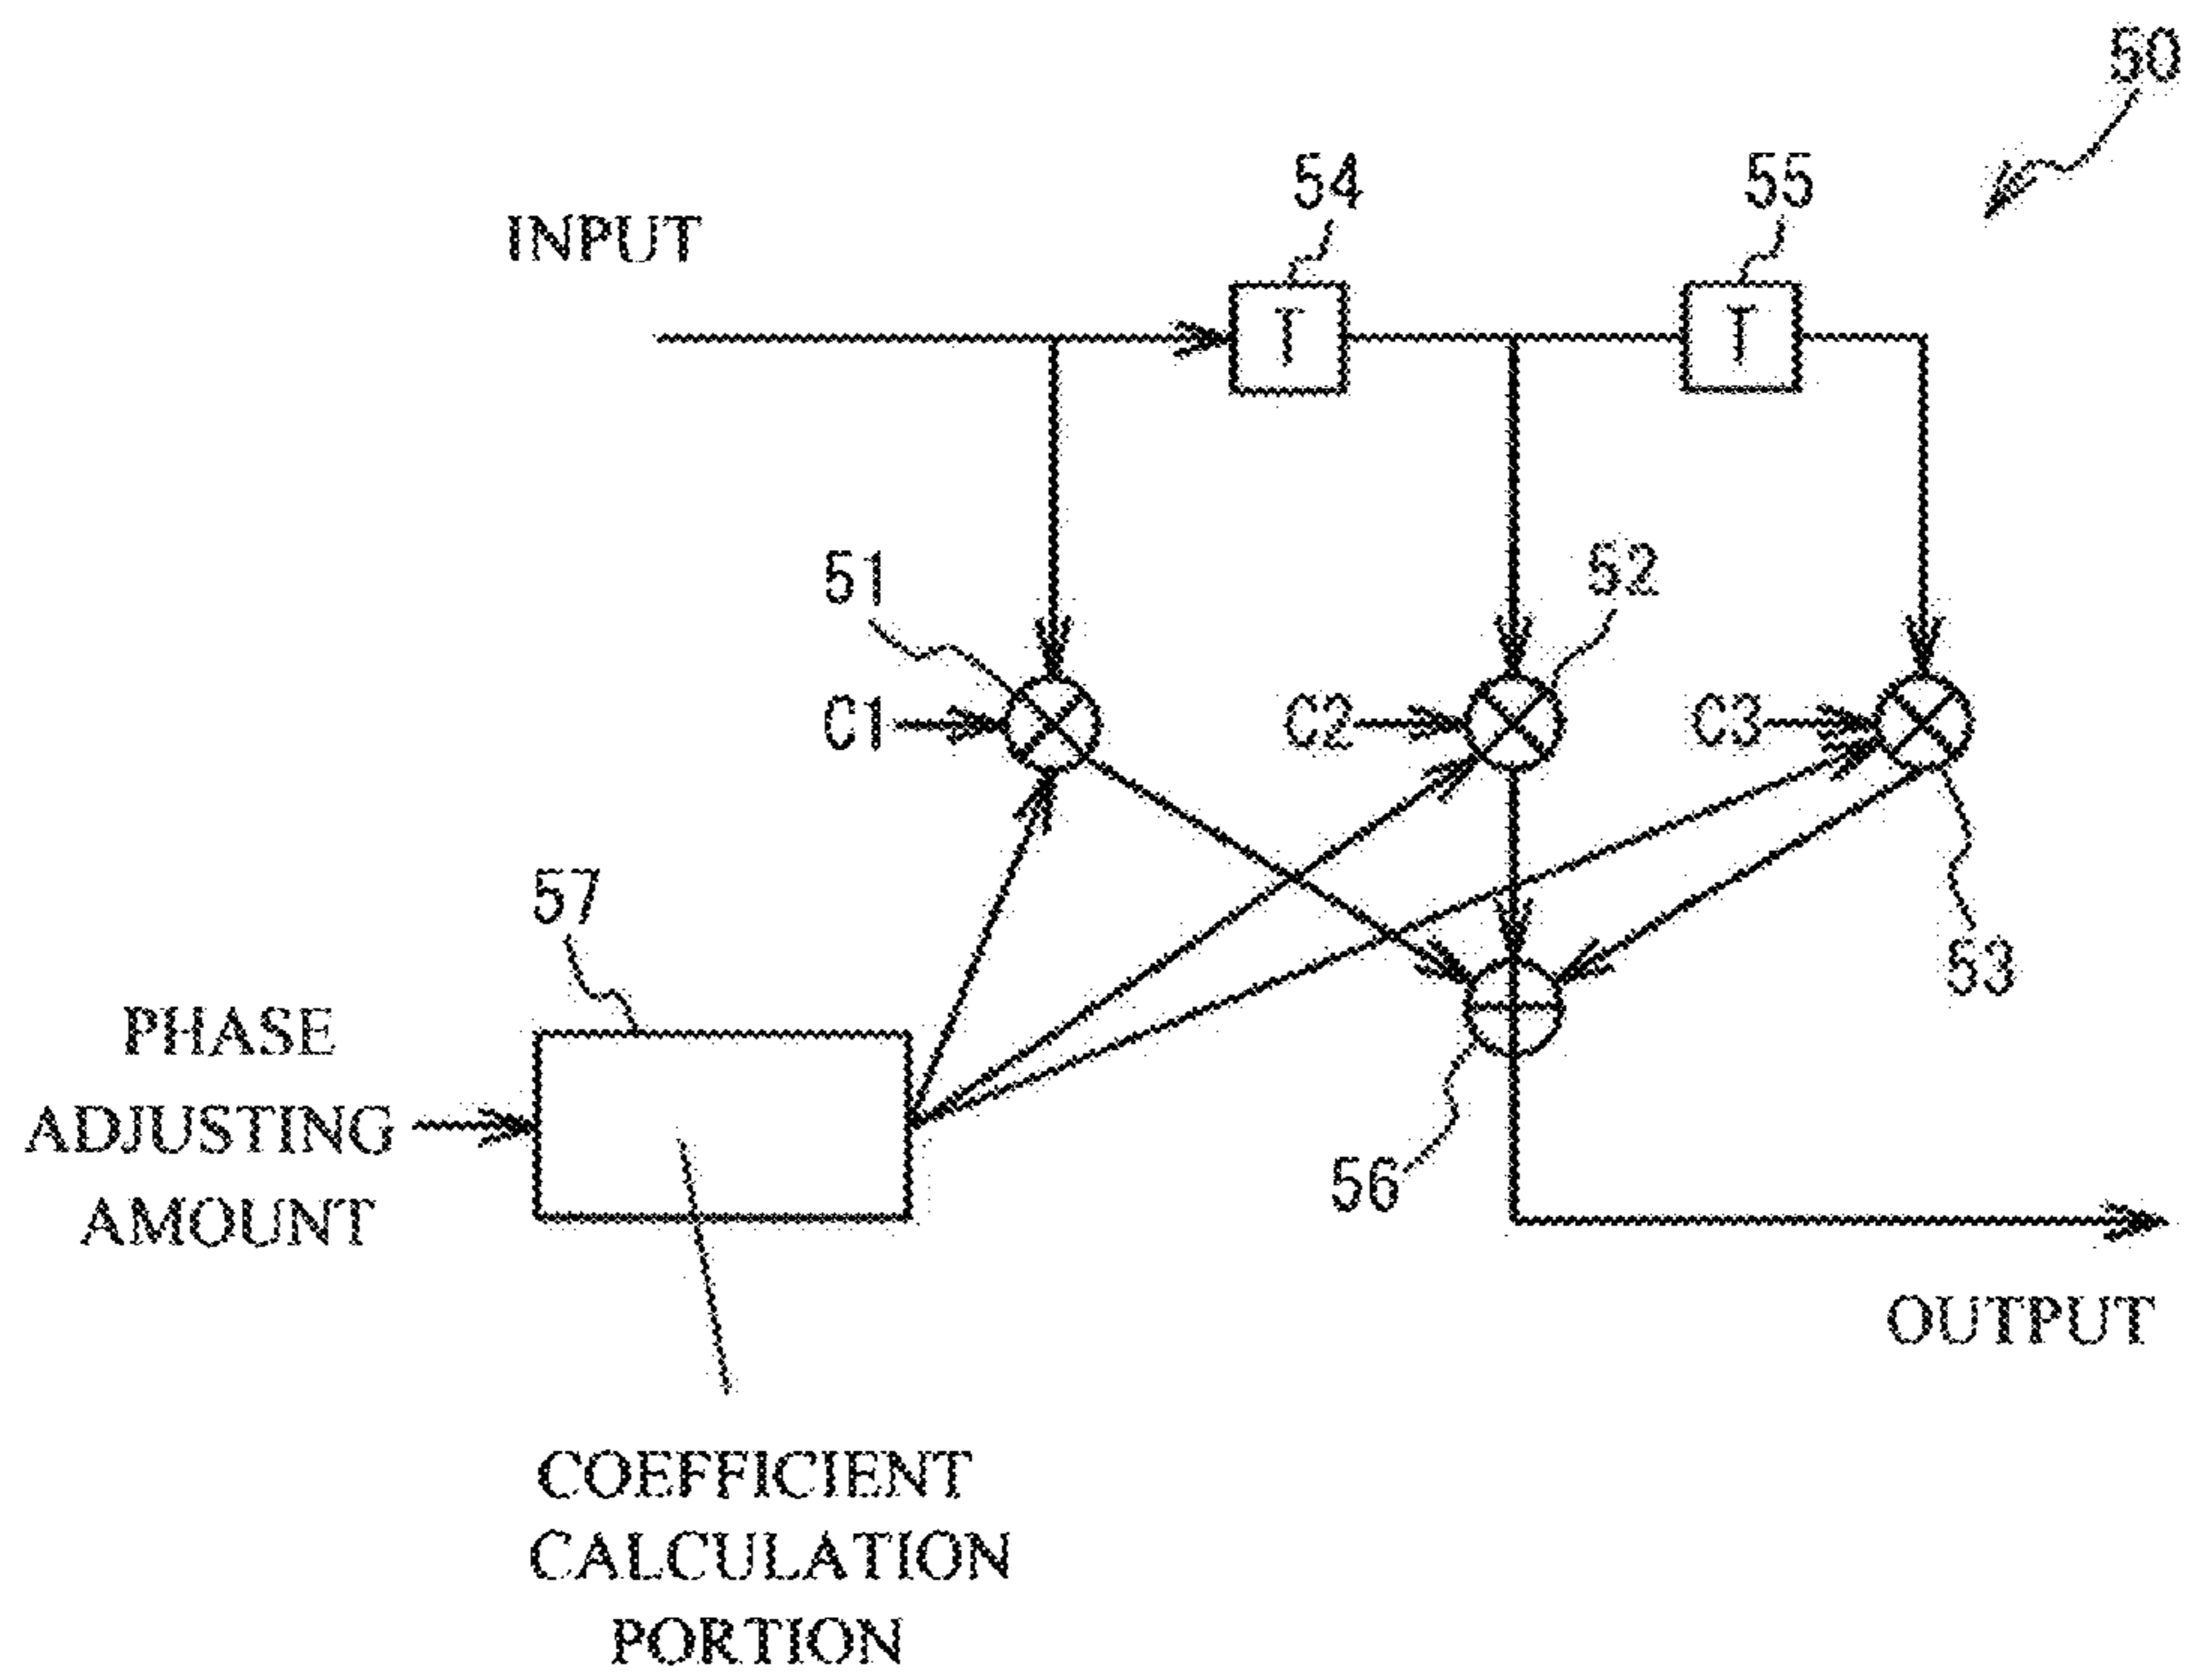 50
54
55
INPUT
T
T
51
52
C1
C2
C3
57
53
PHASE
ADJUSTING
AMOUNT
56
OUTPUT
COEFFICIENT
CALCULATION
PORTION